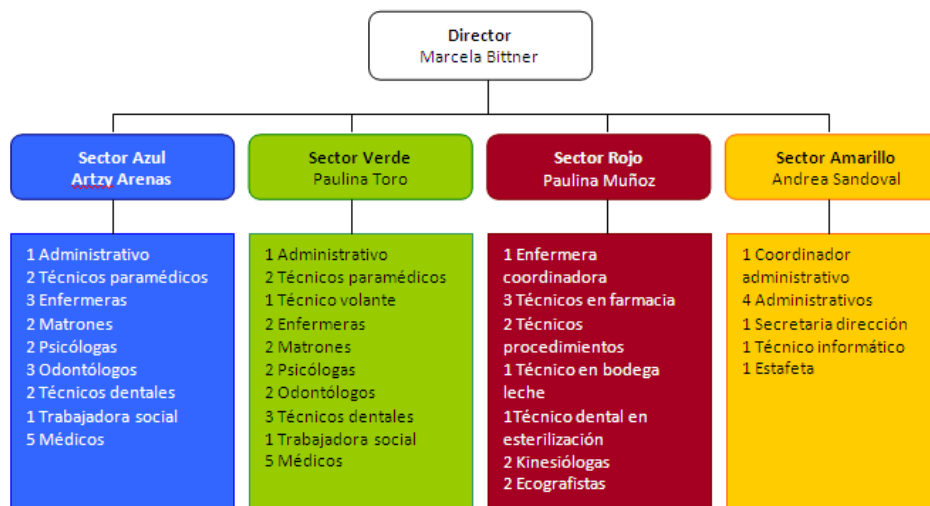 Director
Marcela Bittner
Sector Azul
Artzy Arenas
Sector Verde
Paulina Toro
Sector Rojo
Paulina Muñoz
Sector Amarillo
Andrea Sandoval
1 Administrativo
2 Técnicos paramédicos
3 Enfermeras
2 Matrones
2 Psicólogas
3 Odontólogos
2 Técnicos dentales
1 Trabajadora social
5 Médicos
1 Administrativo
2 Técnicos paramédicos
1 Técnico volante
2 Enfermeras
2 Matrones
2 Psicólogas
2 Odontólogos
3 Técnicos dentales
1 Trabajadora social
5 Médicos
1 Enfermera
coordinadora
3 Técnicos en farmacia
2 Técnicos
procedimientos
1 Técnico en bodega
leche
1Técnico dental en
esterilización
2 Kinesiólogas
2 Ecografistas
1 Coordinador
administrativo
4 Administrativos
1 Secretaria dirección
1 Técnico informático
1 Estafeta